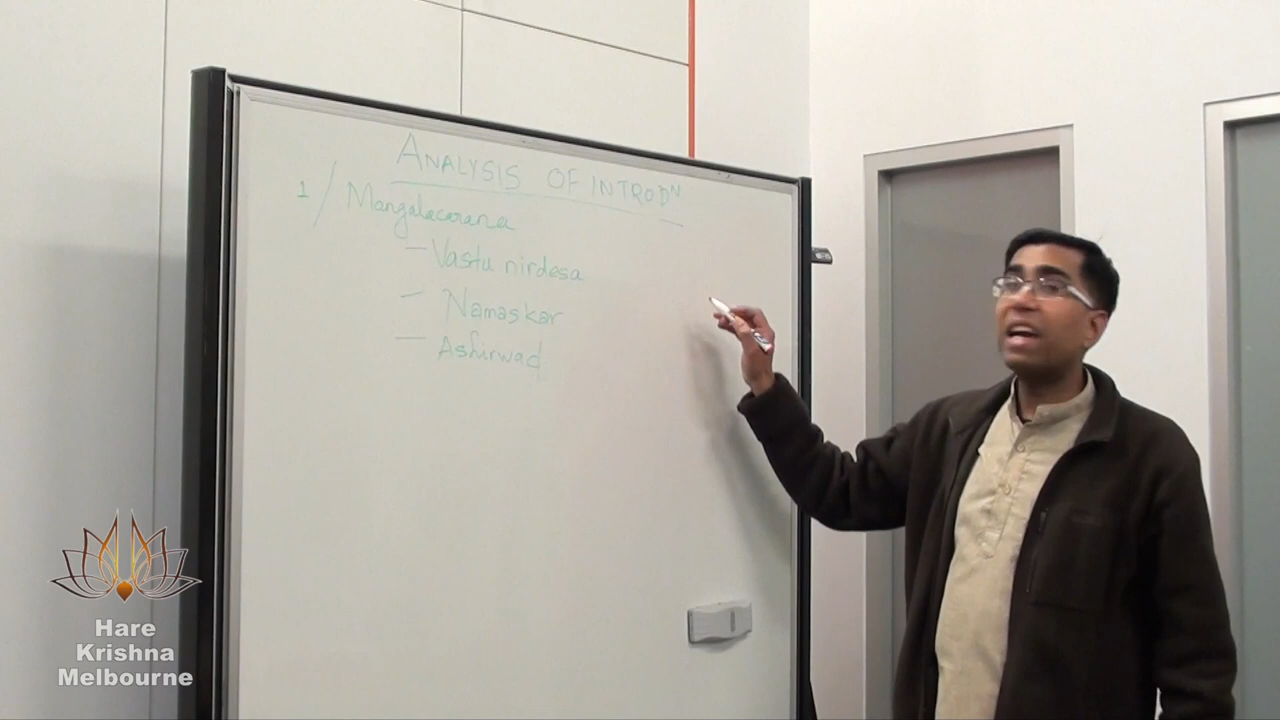 ANALYSIS OF INTRODN
1/ Mangalacarana
– Vastu nirdesa
– Namaskar
– Ashirwad
Hare
Krishna
Melbourne